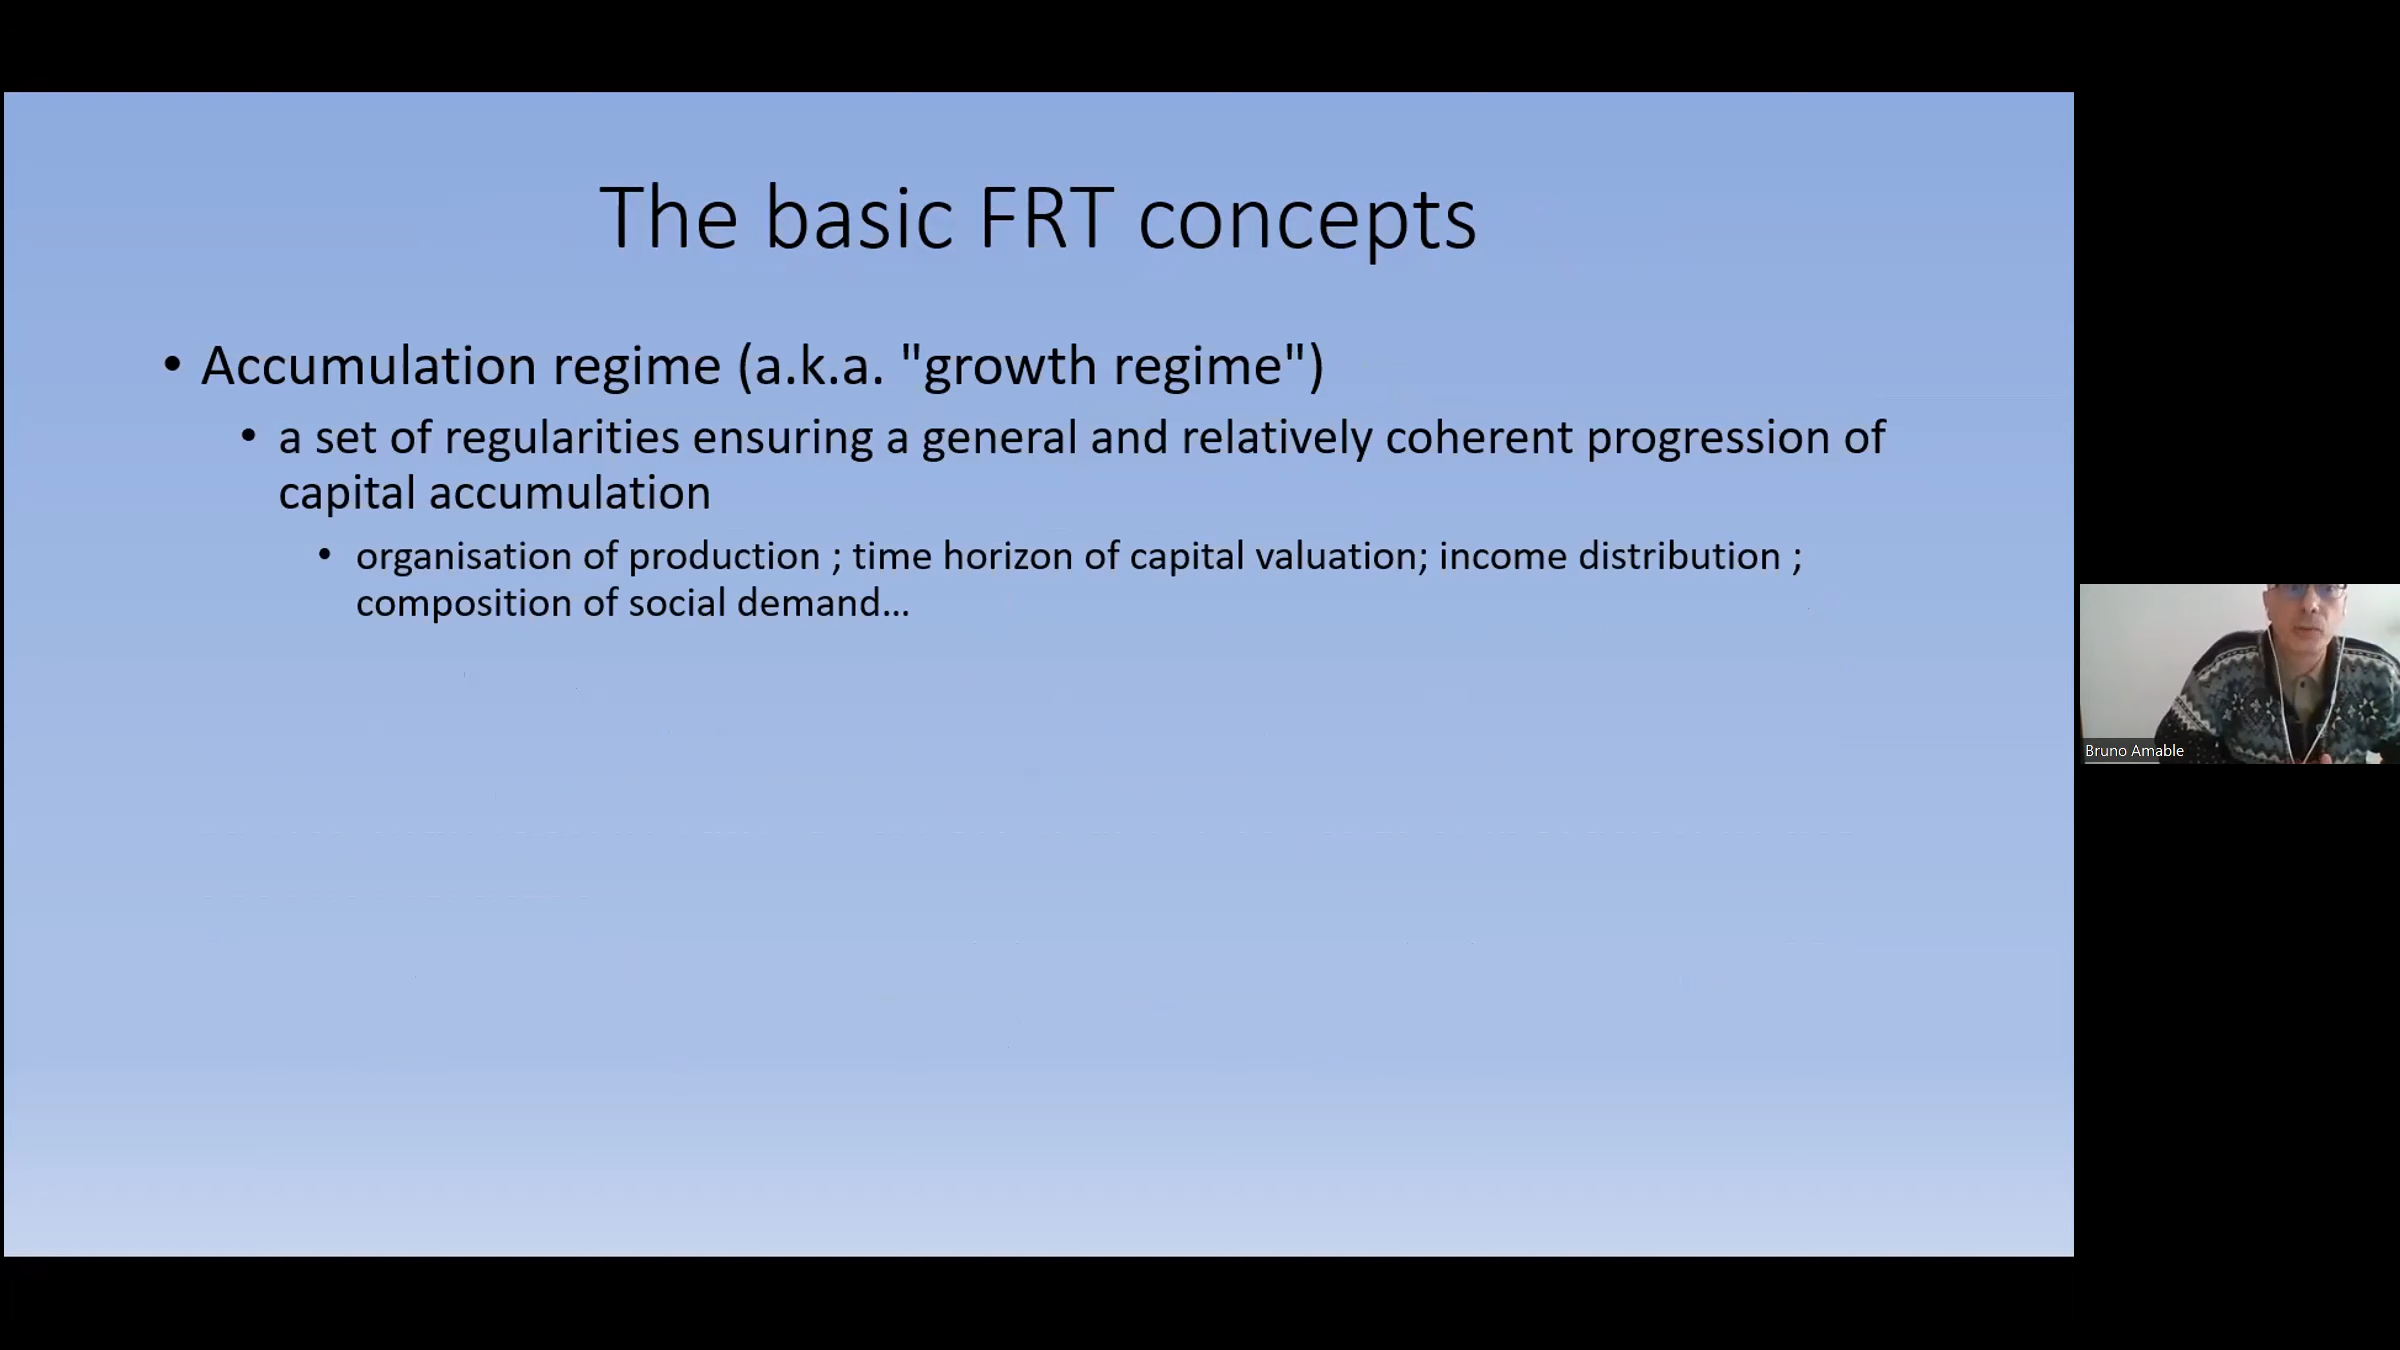 The basic FRT concepts
• Accumulation regime (a.k.a. "growth regime")
• a set of regularities ensuring a general and relatively coherent progression of
capital accumulation
• organisation of production ; time horizon of capital valuation; income distribution ;
composition of social demand...
Bruno Amable